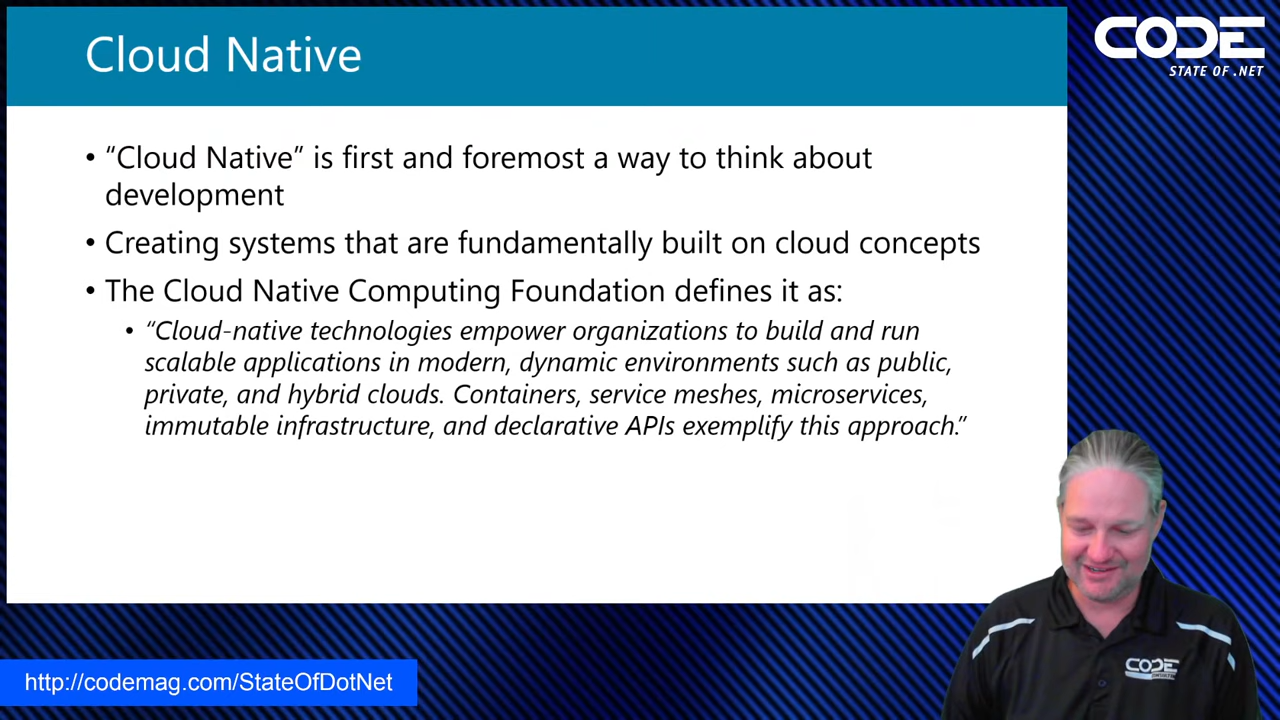 Cloud Native
CODE
STATE OF .NET
• “Cloud Native” is first and foremost a way to think about
development
• Creating systems that are fundamentally built on cloud concepts
• The Cloud Native Computing Foundation defines it as:
• “Cloud-native technologies empower organizations to build and run
scalable applications in modern, dynamic environments such as public,
private, and hybrid clouds. Containers, service meshes, microservices,
immutable infrastructure, and declarative APIs exemplify this approach.”
CODE
http://codemag.com/StateOfDotNet